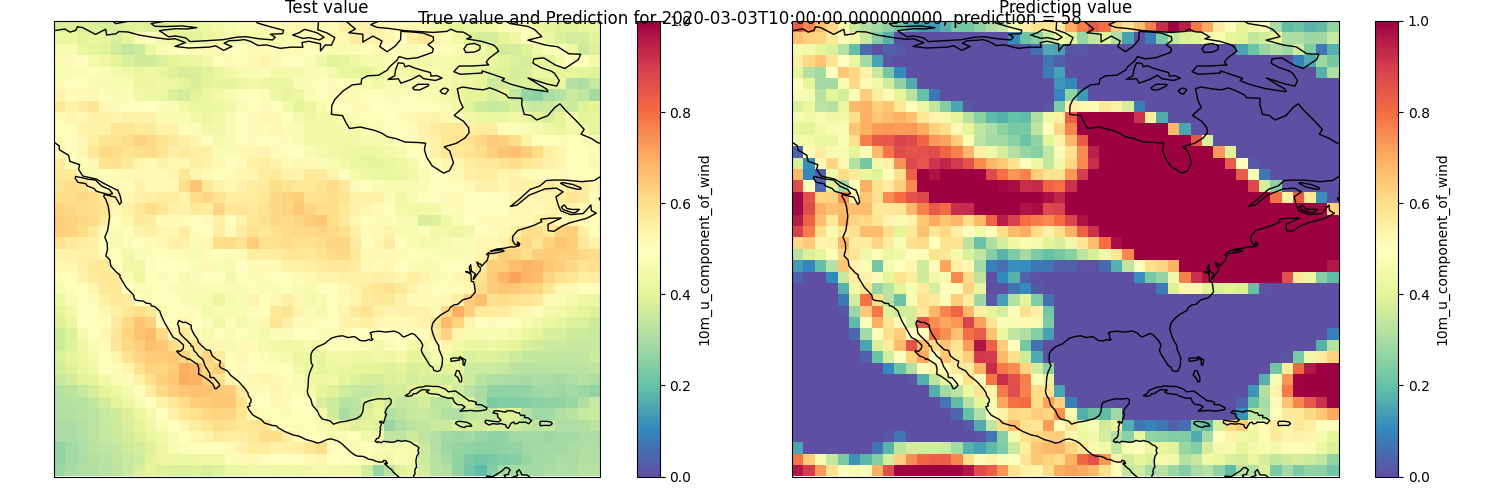 Test value
Prediction value
True value and Prediction for 2020-03-03T10:00:00.000000000 prediction = 58
1.0
0.8
0.6
0.4
0.2
0.0
10m_u_component_of_wind
1.0
0.8
0.6
0.4
0.2
0.0
10m_u_component_of_wind